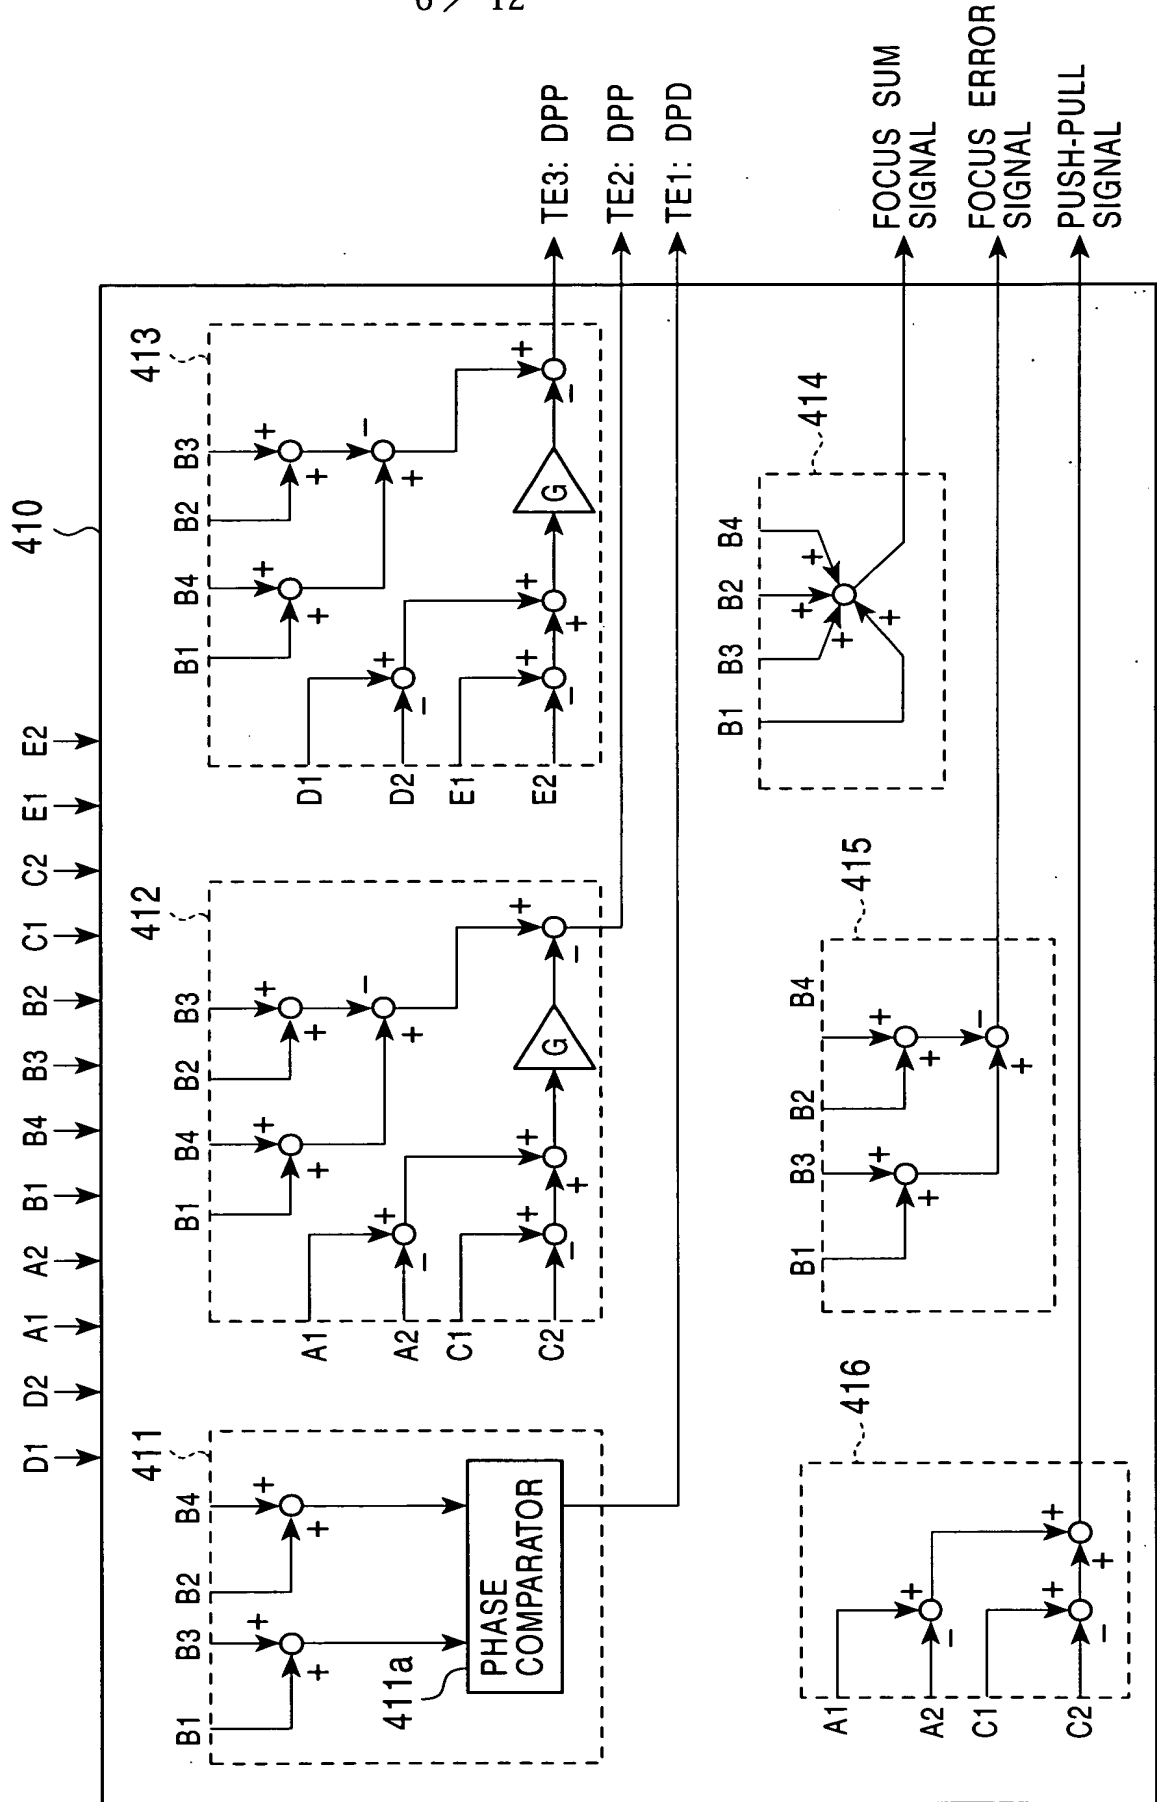 410
D1
D2
A1
A2
B1
B4
B3
B2
C1
C2
E1
E2
411
B1
B3
B2
B4
+
+
+
+
411a
PHASE
COMPARATOR
412
B1
B4
B2
B3
+
+
+
+
−
+
A1
A2
C1
C2
+
−
+
−
+
+
G
+
−
413
B1
B4
B2
B3
+
+
+
+
−
+
D1
D2
E1
E2
+
−
+
−
+
+
G
+
−
TE3: DPP
TE2: DPP
TE1: DPD
416
A1
A2
C1
C2
+
−
+
−
+
+
415
B1
B3
B2
B4
+
+
+
+
−
+
414
B1
B3
B2
B4
+
+
+
+
FOCUS SUM
SIGNAL
FOCUS ERROR
SIGNAL
PUSH-PULL
SIGNAL